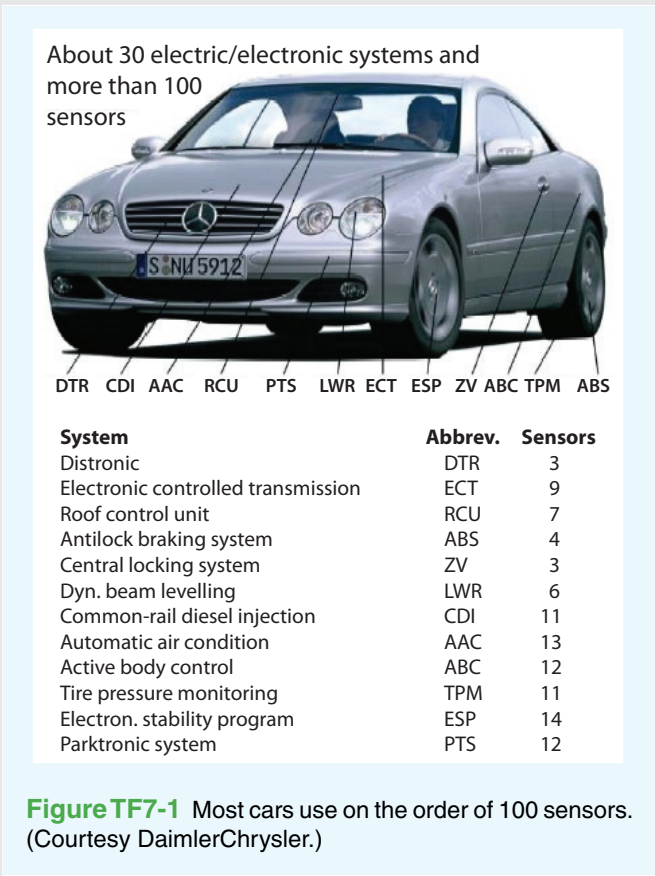 About 30 electric/electronic systems and
more than 100
sensors
S NU 5912
DTR CDI AAC RCU PTS LWR ECT ESP ZV ABC TPM ABS
System Abbrev. Sensors
Distronic DTR 3
Electronic controlled transmission ECT 9
Roof control unit RCU 7
Antilock braking system ABS 4
Central locking system ZV 3
Dyn. beam levelling LWR 6
Common-rail diesel injection CDI 11
Automatic air condition AAC 13
Active body control ABC 12
Tire pressure monitoring TPM 11
Electron. stability program ESP 14
Parktronic system PTS 12
Figure TF7-1 Most cars use on the order of 100 sensors.
(Courtesy DaimlerChrysler.)